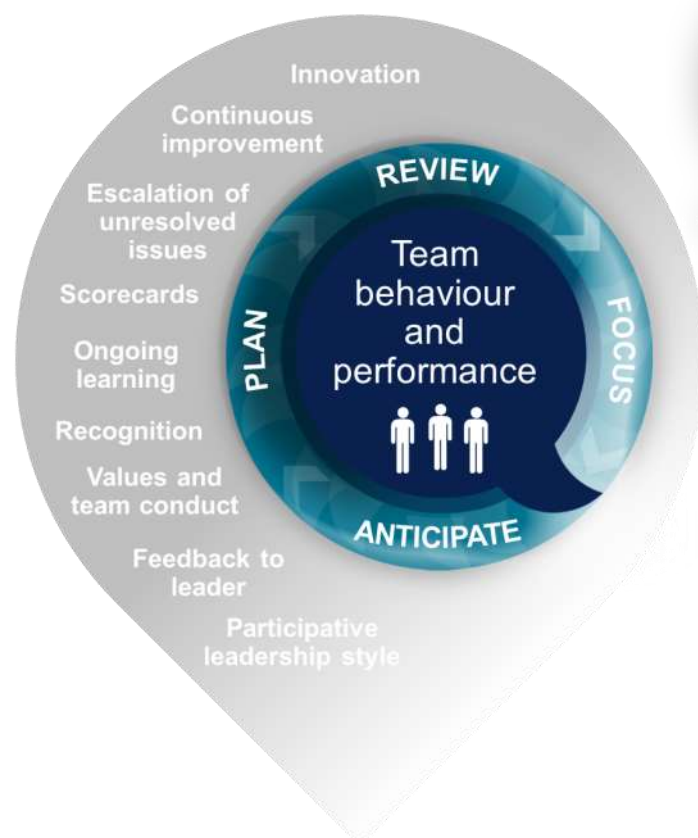 Innovation
Continuous
improvement
Escalation of
unresolved
issues
Scorecards
Ongoing
learning
Recognition
Values and
team conduct
Feedback to
leader
Participative
leadership style
REVIEW
FOCUS
ANTICIPATE
PLAN
Team
behaviour
and
performance